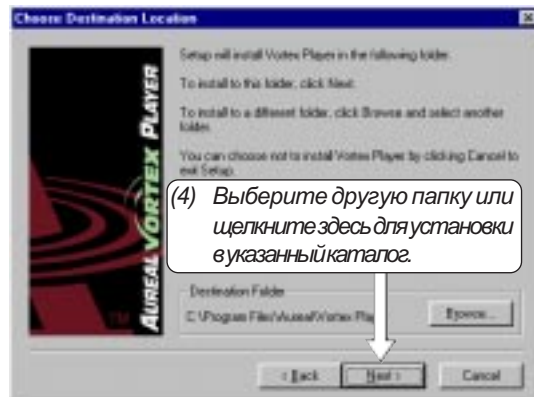 Choose Destination Location
Setup will install Vortex Player in the following folder.
To install to this folder, click Next.
To install to a different folder, click Browse and select another
folder.
You can choose not to install Vortex Player by clicking Cancel to
exit Setup.
(4) Выберите другую папку или
щелкните здесь для установки
в указанный каталог.
AUREAL VORTEX PLAYER
TM
Destination Folder
C:\Program Files\Aureal\Vortex Pla
Browse...
< Back
Next >
Cancel